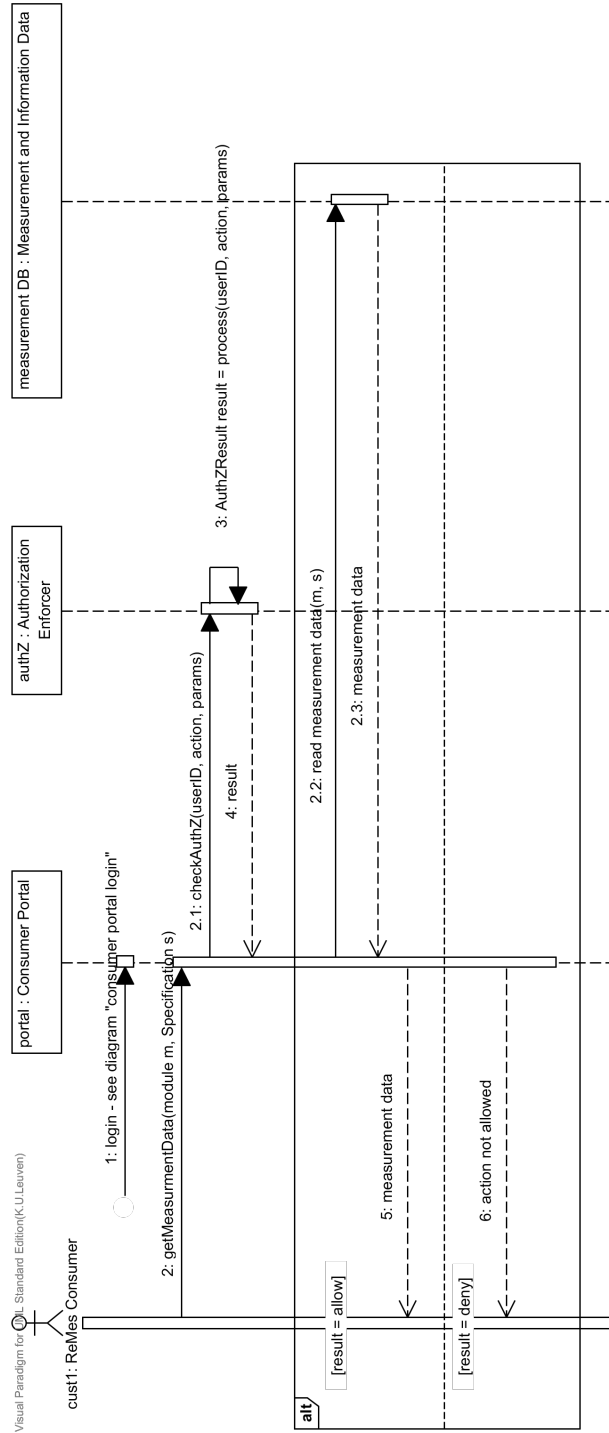 Visual Paradigm for UML Standard Edition(K.U.Leuven)
cust1: ReMes Consumer
portal : Consumer Portal
authZ : Authorization
Enforcer
measurement DB : Measurement and Information Data
1: login - see diagram "consumer portal login"
2: getMeasurmentData(module m, Specification s)
2.1: checkAuthZ(userID, action, params)
3: AuthZResult result = process(userID, action, params)
4: result
alt
[result = allow]
2.2: read measurement data(m, s)
2.3: measurement data
5: measurement data
[result = deny]
6: action not allowed